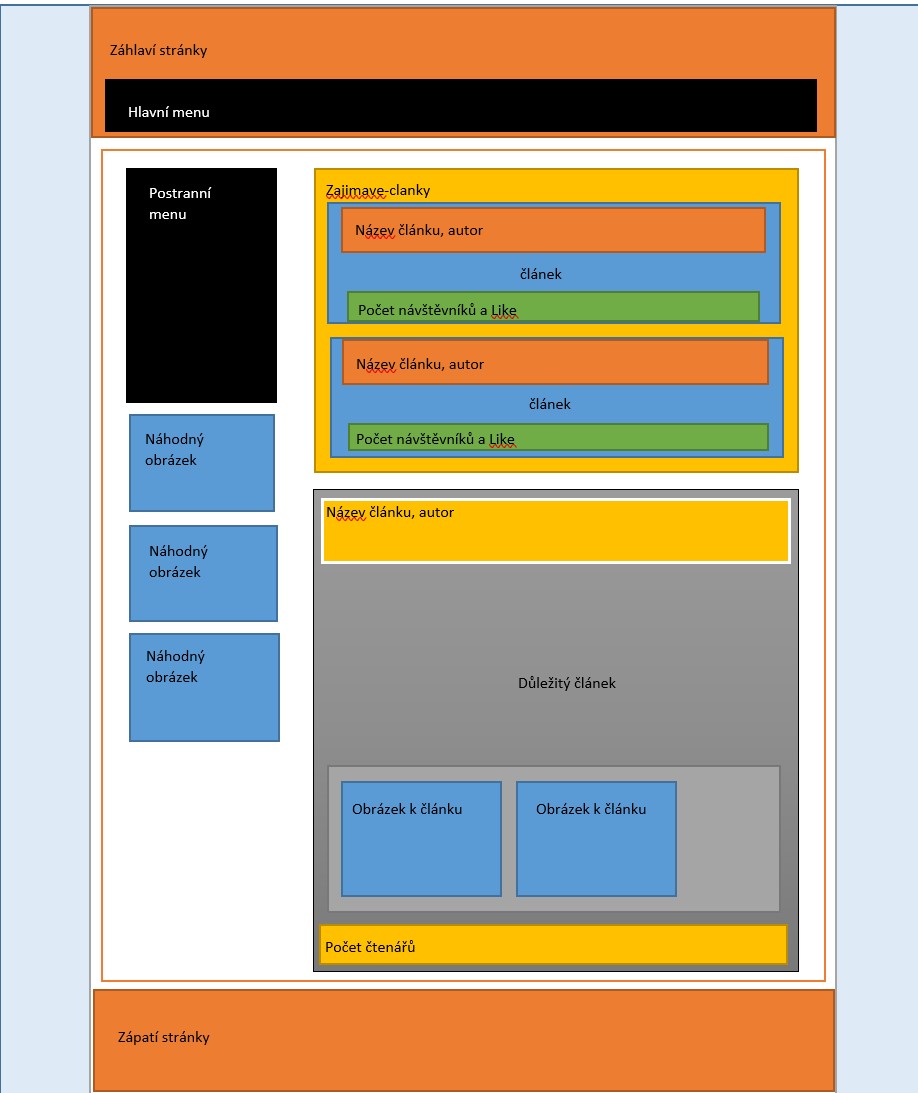 Záhlaví stránky
Hlavní menu
Postranní
menu
Náhodný
obrázek
Náhodný
obrázek
Náhodný
obrázek
Zajimave-clanky
Název článku, autor
článek
Počet návštěvníků a Like
Název článku, autor
článek
Počet návštěvníků a Like
Název článku, autor
Důležitý článek
Obrázek k článku
Obrázek k článku
Počet čtenářů
Zápatí stránky